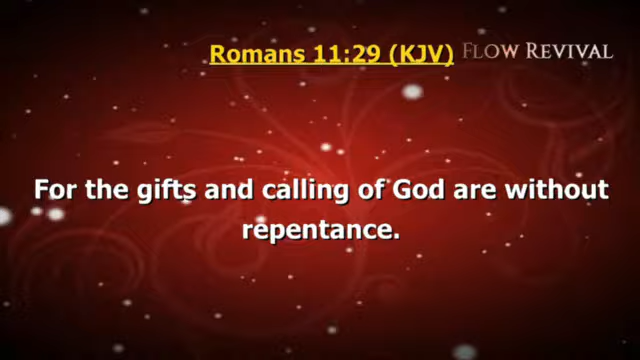 Romans 11:29 (KJV) FLOW REVIVAL
For the gifts and calling of God are without
repentance.